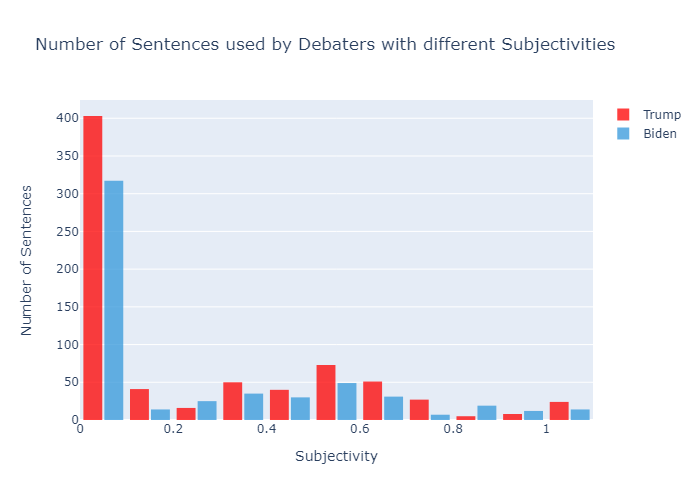 Number of Sentences used by Debaters with different Subjectivities
Trump
Biden
Number of Sentences
400
350
300
250
200
150
100
50
0
0 0.2 0.4 0.6 0.8 1
Subjectivity